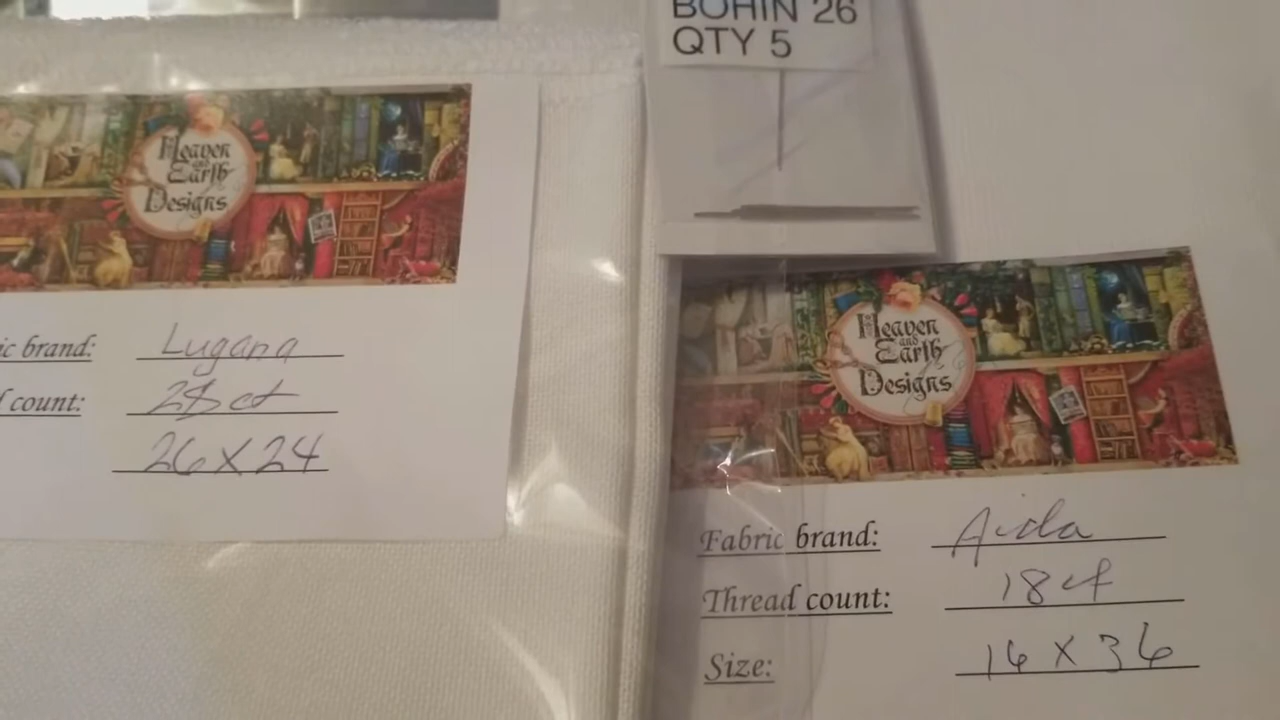 Heaven
and
Earth
Designs
ic brand: Lugana
count: 28ct
26 X 24
BOHIN 26
QTY 5
Heaven
and
Earth
Designs
Fabric brand: Aida
Thread count: 18 ct
Size: 16 X 36